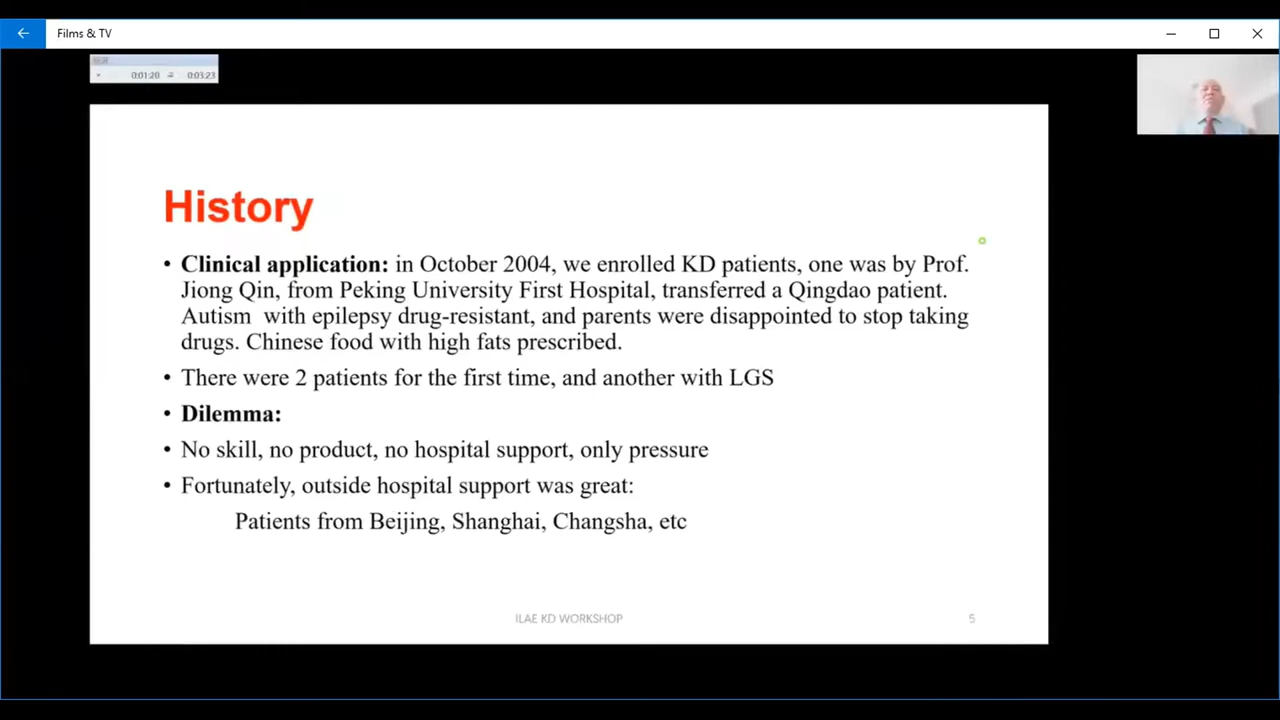 Films & TV
0:01:20
0:03:23
History
• Clinical application: in October 2004, we enrolled KD patients, one was by Prof.
Jiong Qin, from Peking University First Hospital, transferred a Qingdao patient.
Autism with epilepsy drug-resistant, and parents were disappointed to stop taking
drugs. Chinese food with high fats prescribed.
• There were 2 patients for the first time, and another with LGS
• Dilemma:
• No skill, no product, no hospital support, only pressure
• Fortunately, outside hospital support was great:
Patients from Beijing, Shanghai, Changsha, etc
ILAE KD WORKSHOP
5